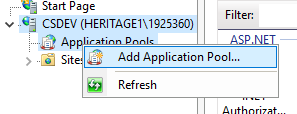 Start Page
Filter:
CSDEV (HERITAGE1\1925360)
ASP.NET
Application Pools
Add Application Pool...
Sites
Refresh
Authorizat...